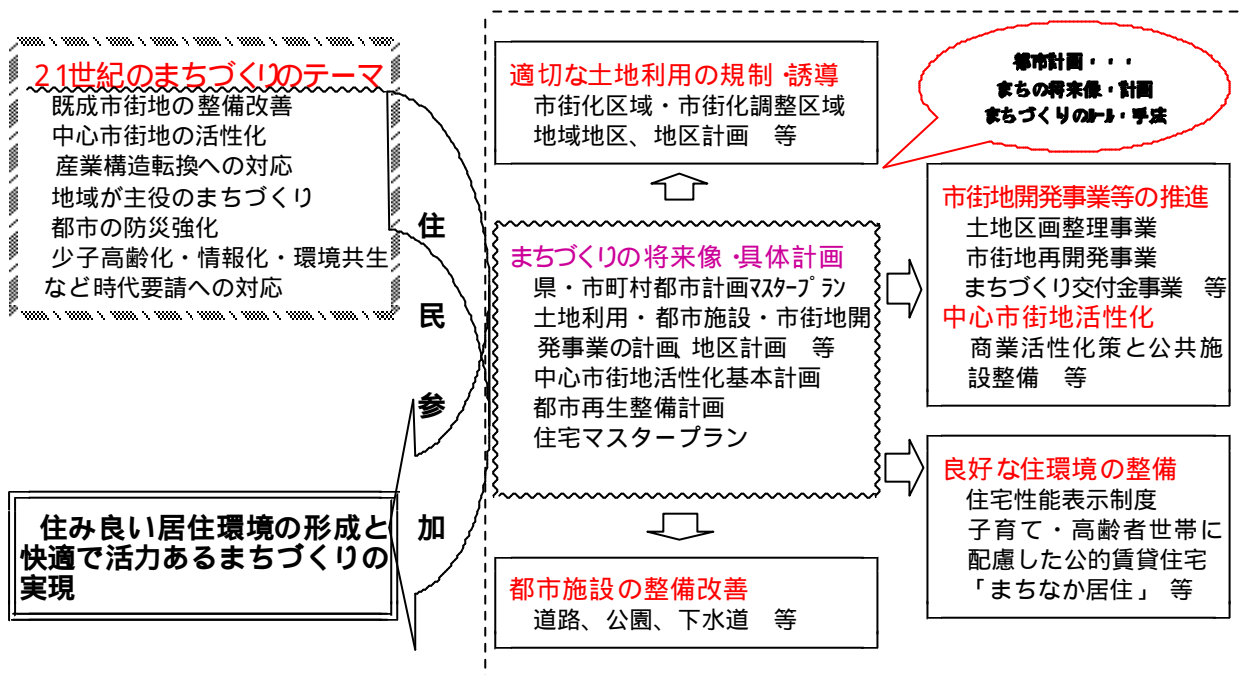 21世紀のまちづくりのテーマ
既成市街地の整備改善
中心市街地の活性化
産業構造転換への対応
地域が主役のまちづくり
都市の防災強化
少子高齢化・情報化・環境共生
など時代要請への対応
住民参加
住み良い居住環境の形成と
快適で活力あるまちづくりの
実現
適切な土地利用の規制・誘導
市街化区域・市街化調整区域
地域地区、地区計画　等
都市計画・・・
まちの将来像・計画
まちづくりのルール・手法
まちづくりの将来像・具体計画
県・市町村都市計画マスタープラン
土地利用・都市施設・市街地開
発事業の計画、地区計画　等
中心市街地活性化基本計画
都市再生整備計画
住宅マスタープラン
市街地開発事業等の推進
土地区画整理事業
市街地再開発事業
まちづくり交付金事業　等
中心市街地活性化
商業活性化策と公共施
設整備　等
良好な住環境の整備
住宅性能表示制度
子育て・高齢者世帯に
配慮した公的賃貸住宅
「まちなか居住」 等
都市施設の整備改善
道路、公園、下水道　等